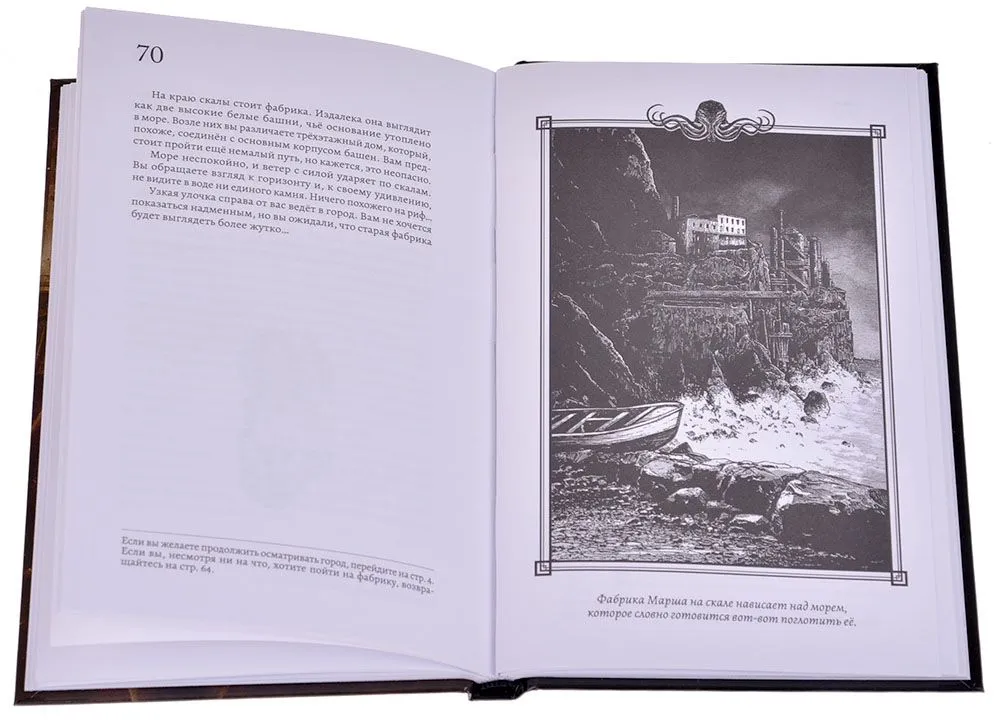 70
На краю скалы стоит фабрика. Издалека она выглядит
как две высокие белые башни, чьё основание утоплено
в море. Возле них вы различаете трёхэтажный дом, который,
похоже, соединён с основным корпусом башен. Вам пред-
стоит пройти ещё немалый путь, но кажется, это неопасно.
Море неспокойно, и ветер с силой ударяет по скалам.
Вы обращаете взгляд к горизонту и, к своему удивлению,
не видите в воде ни единого камня. Ничего похожего на риф...
Узкая улочка справа от вас ведёт в город. Вам не хочется
показаться надменным, но вы ожидали, что старая фабрика
будет выглядеть более жутко...
Если вы желаете продолжить осматривать город, перейдите на стр. 4.
Если вы, несмотря ни на что, хотите пойти на фабрику, возвра-
щайтесь на стр. 64.
Фабрика Марша на скале нависает над морем,
которое словно готовится вот-вот поглотить её.